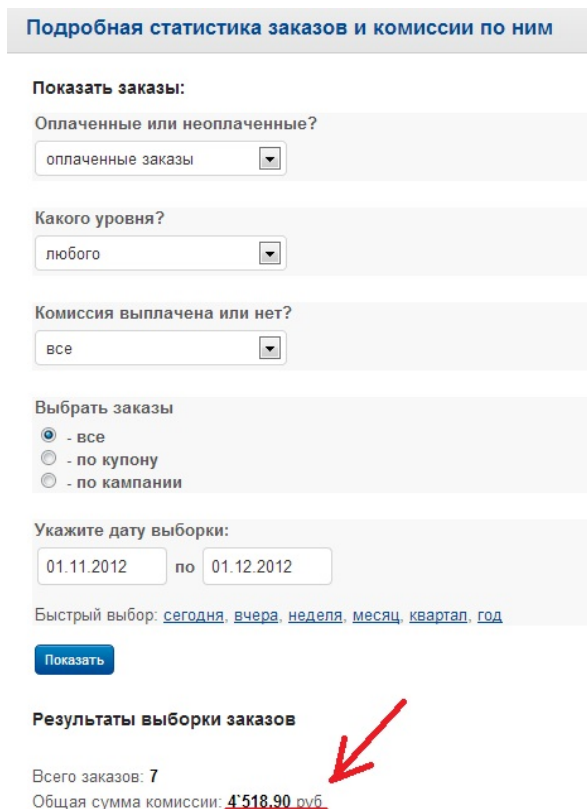 Подробная статистика заказов и комиссии по ним
Показать заказы:
Оплаченные или неоплаченные?
оплаченные заказы
Какого уровня?
любого
Комиссия выплачена или нет?
все
Выбрать заказы
- все
- по купону
- по кампании
Укажите дату выборки:
01.11.2012 по 01.12.2012
Быстрый выбор: сегодня, вчера, неделя, месяц, квартал, год
Показать
Результаты выборки заказов
Всего заказов: 7
Общая сумма комиссии: 4`518,90 руб